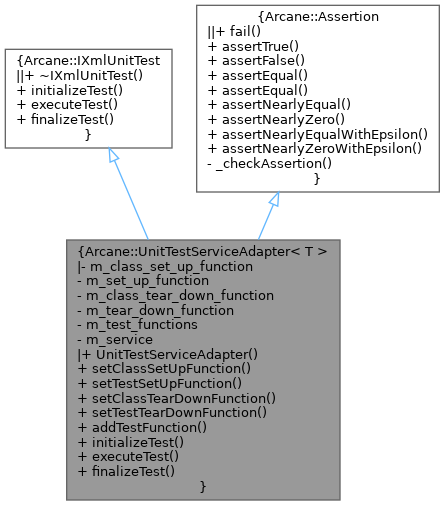 {Arcane::IXmlUnitTest
||+ ~IXmlUnitTest()
+ initializeTest()
+ executeTest()
+ finalizeTest()
}
{Arcane::Assertion
||+ fail()
+ assertTrue()
+ assertFalse()
+ assertEqual()
+ assertEqual()
+ assertNearlyEqual()
+ assertNearlyZero()
+ assertNearlyEqualWithEpsilon()
+ assertNearlyZeroWithEpsilon()
- _checkAssertion()
}
{Arcane::UnitTestServiceAdapter< T >
|- m_class_set_up_function
- m_set_up_function
- m_class_tear_down_function
- m_tear_down_function
- m_test_functions
- m_service
|+ UnitTestServiceAdapter()
+ setClassSetUpFunction()
+ setTestSetUpFunction()
+ setClassTearDownFunction()
+ setTestTearDownFunction()
+ addTestFunction()
+ initializeTest()
+ executeTest()
+ finalizeTest()
}